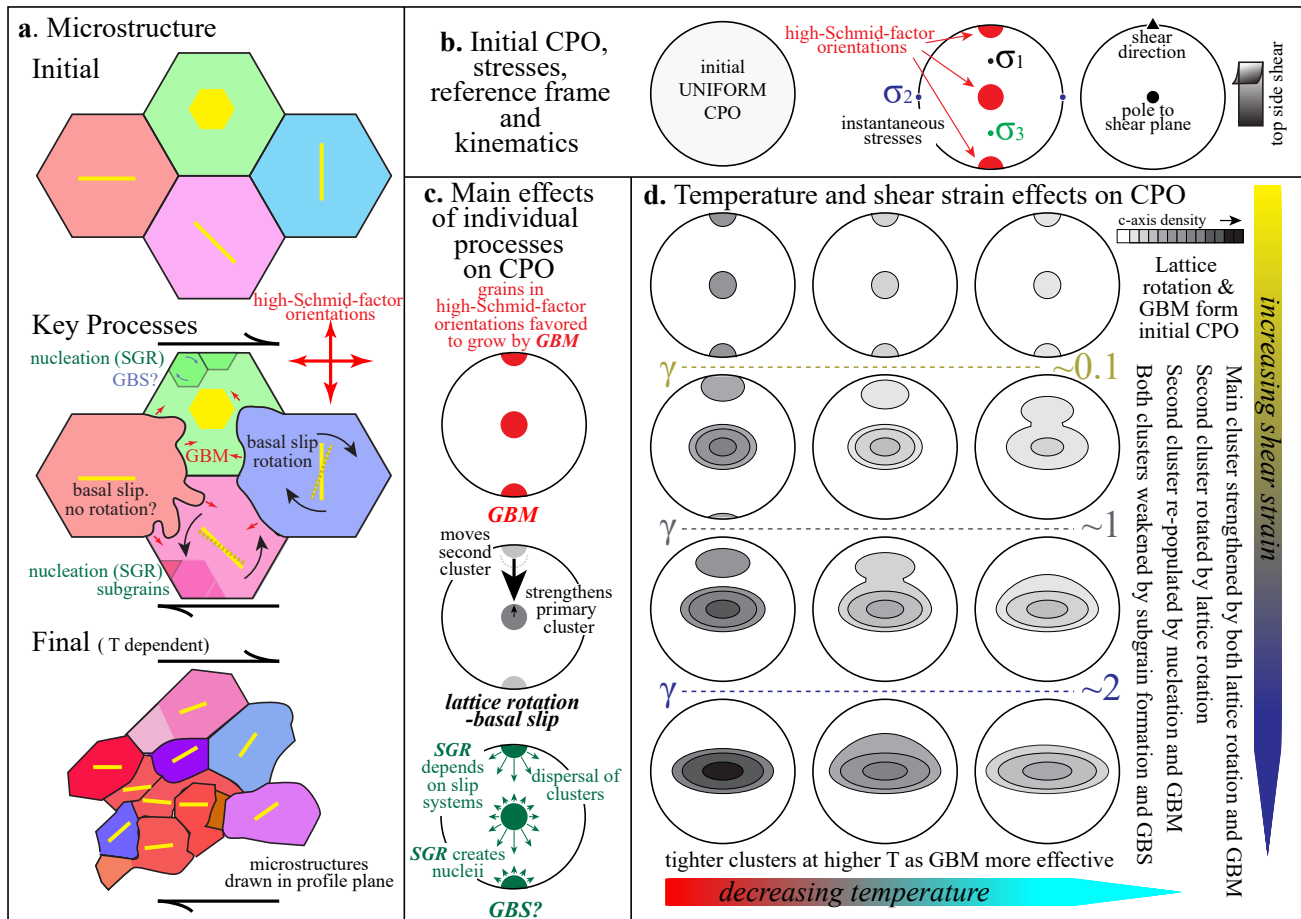 a. Microstructure
Initial
high-Schmid-factor
orientations
Key Processes
nucleation (SGR)
GBS?
GBM
basal slip
rotation
basal slip.
no rotation?
nucleation (SGR)
subgrains
Final ( T dependent)
microstructures
drawn in profile plane
b. Initial CPO,
stresses,
reference frame
and
kinematics
initial
UNIFORM
CPO
high-Schmid-factor
orientations
σ1
σ2
instantaneous
stresses
σ3
shear
direction
pole to
shear plane
top side shear
c. Main effects
of individual
processes
on CPO
grains in
high-Schmid-factor
orientations favored
to grow by GBM
GBM
moves
second
cluster
strengthens
primary
cluster
lattice rotation
-basal slip
SGR
depends
on slip
systems
dispersal of
clusters
SGR creates
nucleii
GBS?
d. Temperature and shear strain effects on CPO
c-axis density
Lattice
rotation &
GBM form
initial CPO
γ ~0.1
γ ~1
γ ~2
Main cluster strengthened by both lattice rotation and GBM
Second cluster rotated by lattice rotation
Second cluster re-populated by nucleation and GBM
Both clusters weakened by subgrain formation and GBS
increasing shear strain
tighter clusters at higher T as GBM more effective
decreasing temperature